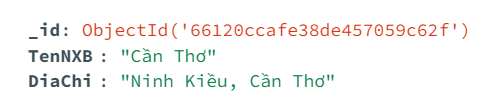 _id: ObjectId('66120ccafe38de457059c62f')
TenNXB : "Cần Thơ"
DiaChi : "Ninh Kiều, Cần Thơ"